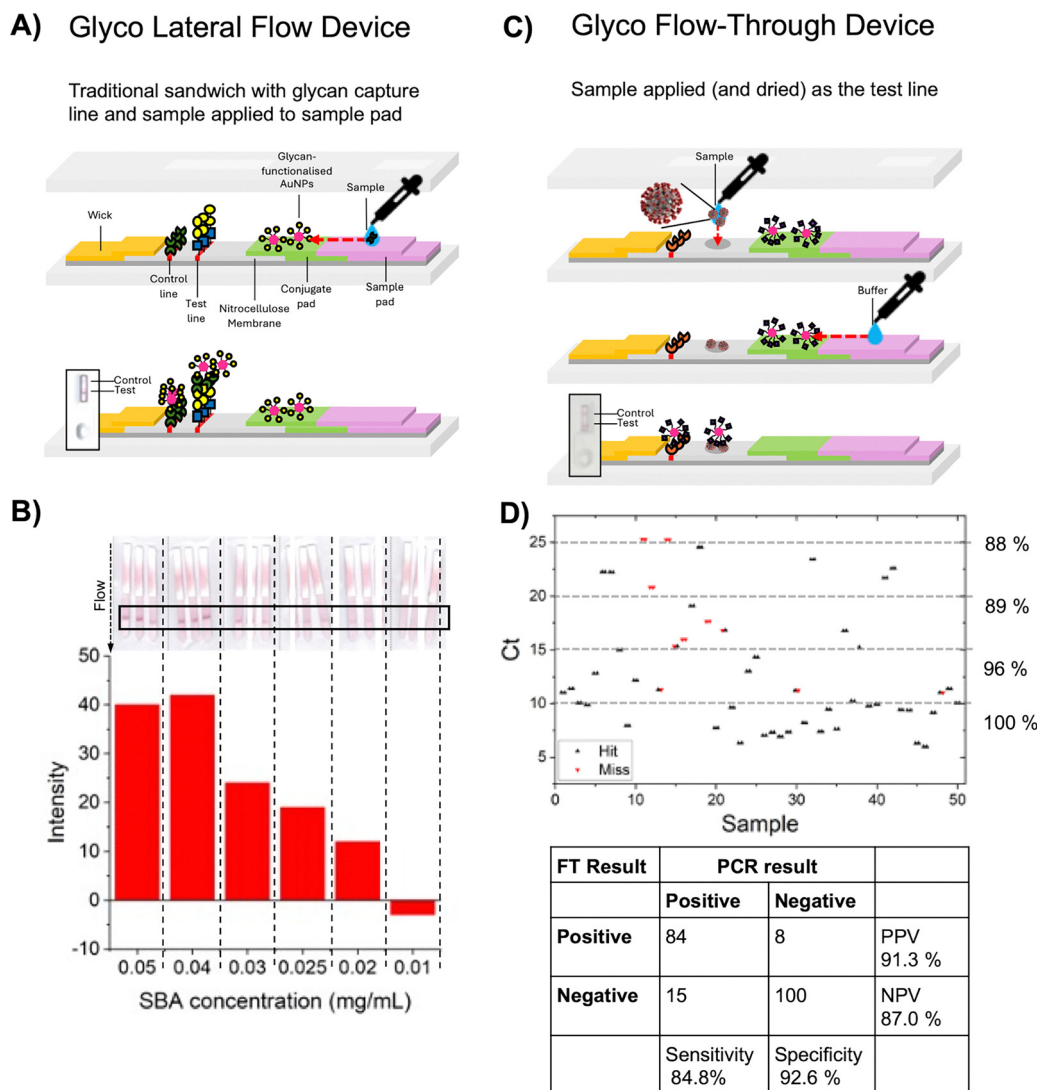 A) Glyco Lateral Flow Device
Traditional sandwich with glycan capture
line and sample applied to sample pad
Glycan-
functionalised
AuNPs
Sample
Wick
Control
line
Test
line
Nitrocellulose
Membrane
Conjugate
pad
Sample
pad
Control
Test
C) Glyco Flow-Through Device
Sample applied (and dried) as the test line
Sample
Buffer
Control
Test
B)
Flow
50
40
30
20
10
0
-10
Intensity
0.05 0.04 0.03 0.025 0.02 0.01
SBA concentration (mg/mL)
D)
25
20
15
10
5
Ct
88 %
89 %
96 %
100 %
Hit
Miss
0 10 20 30 40 50
Sample
FT Result PCR result
Positive Negative
Positive 84 8 PPV
91.3 %
Negative 15 100 NPV
87.0 %
Sensitivity Specificity
84.8% 92.6 %